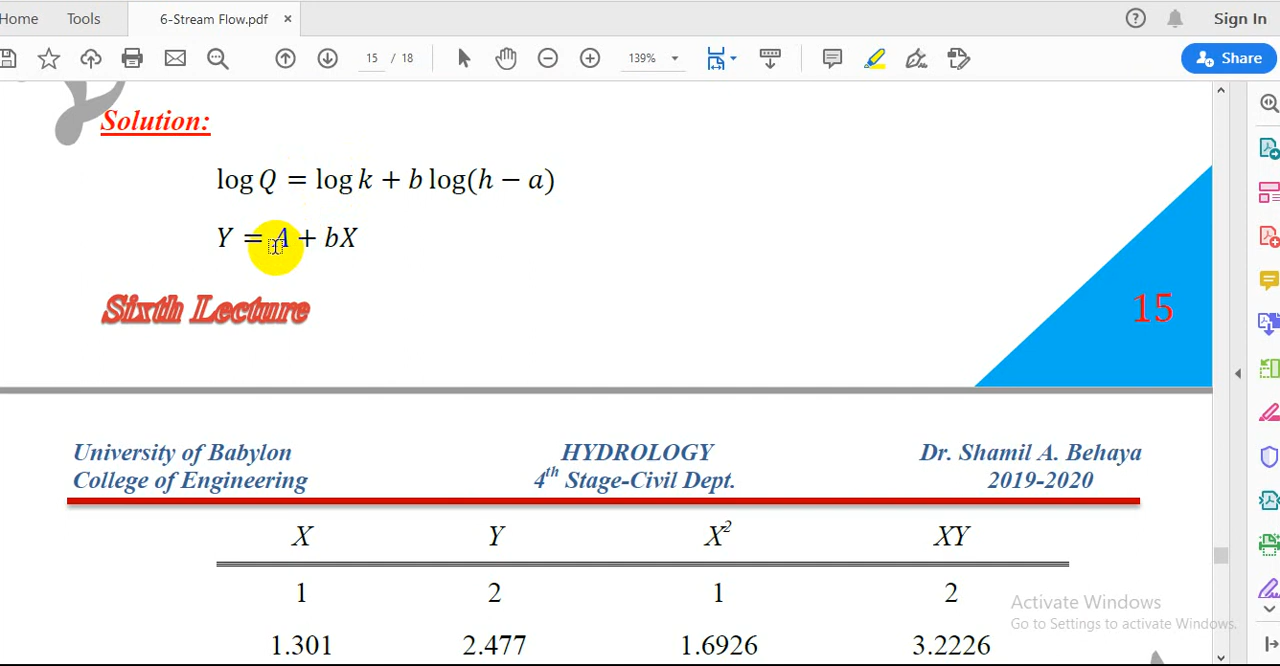 Home Tools 6-Stream Flow.pdf × Sign In
15 / 18 139% Share
Solution:
log Q = log k + b log(h − a)
Y = A + bX
Sixth Lecture
15
University of Babylon HYDROLOGY Dr. Shamil A. Behaya
College of Engineering 4th Stage-Civil Dept. 2019-2020
X Y X² XY
1 2 1 2
Activate Windows
Go to Settings to activate Windows.
1.301 2.477 1.6926 3.2226